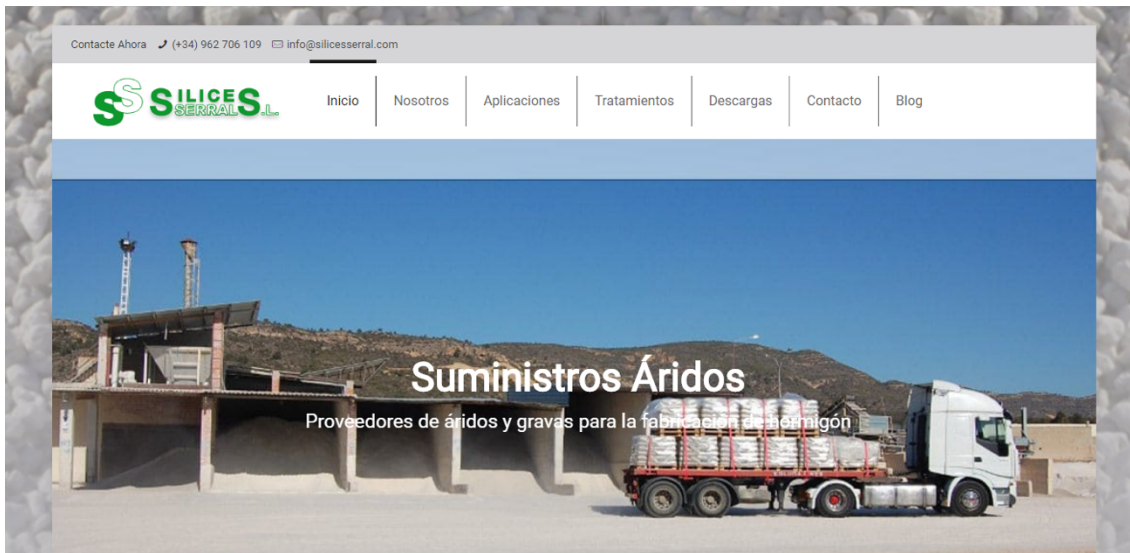 Contacte Ahora (+34) 962 706 109 info@silicesserral.com
SS SILICES SERRAL S.L.
Inicio Nosotros Aplicaciones Tratamientos Descargas Contacto Blog
Suministros Áridos
Proveedores de áridos y gravas para la fabricación de hormigón